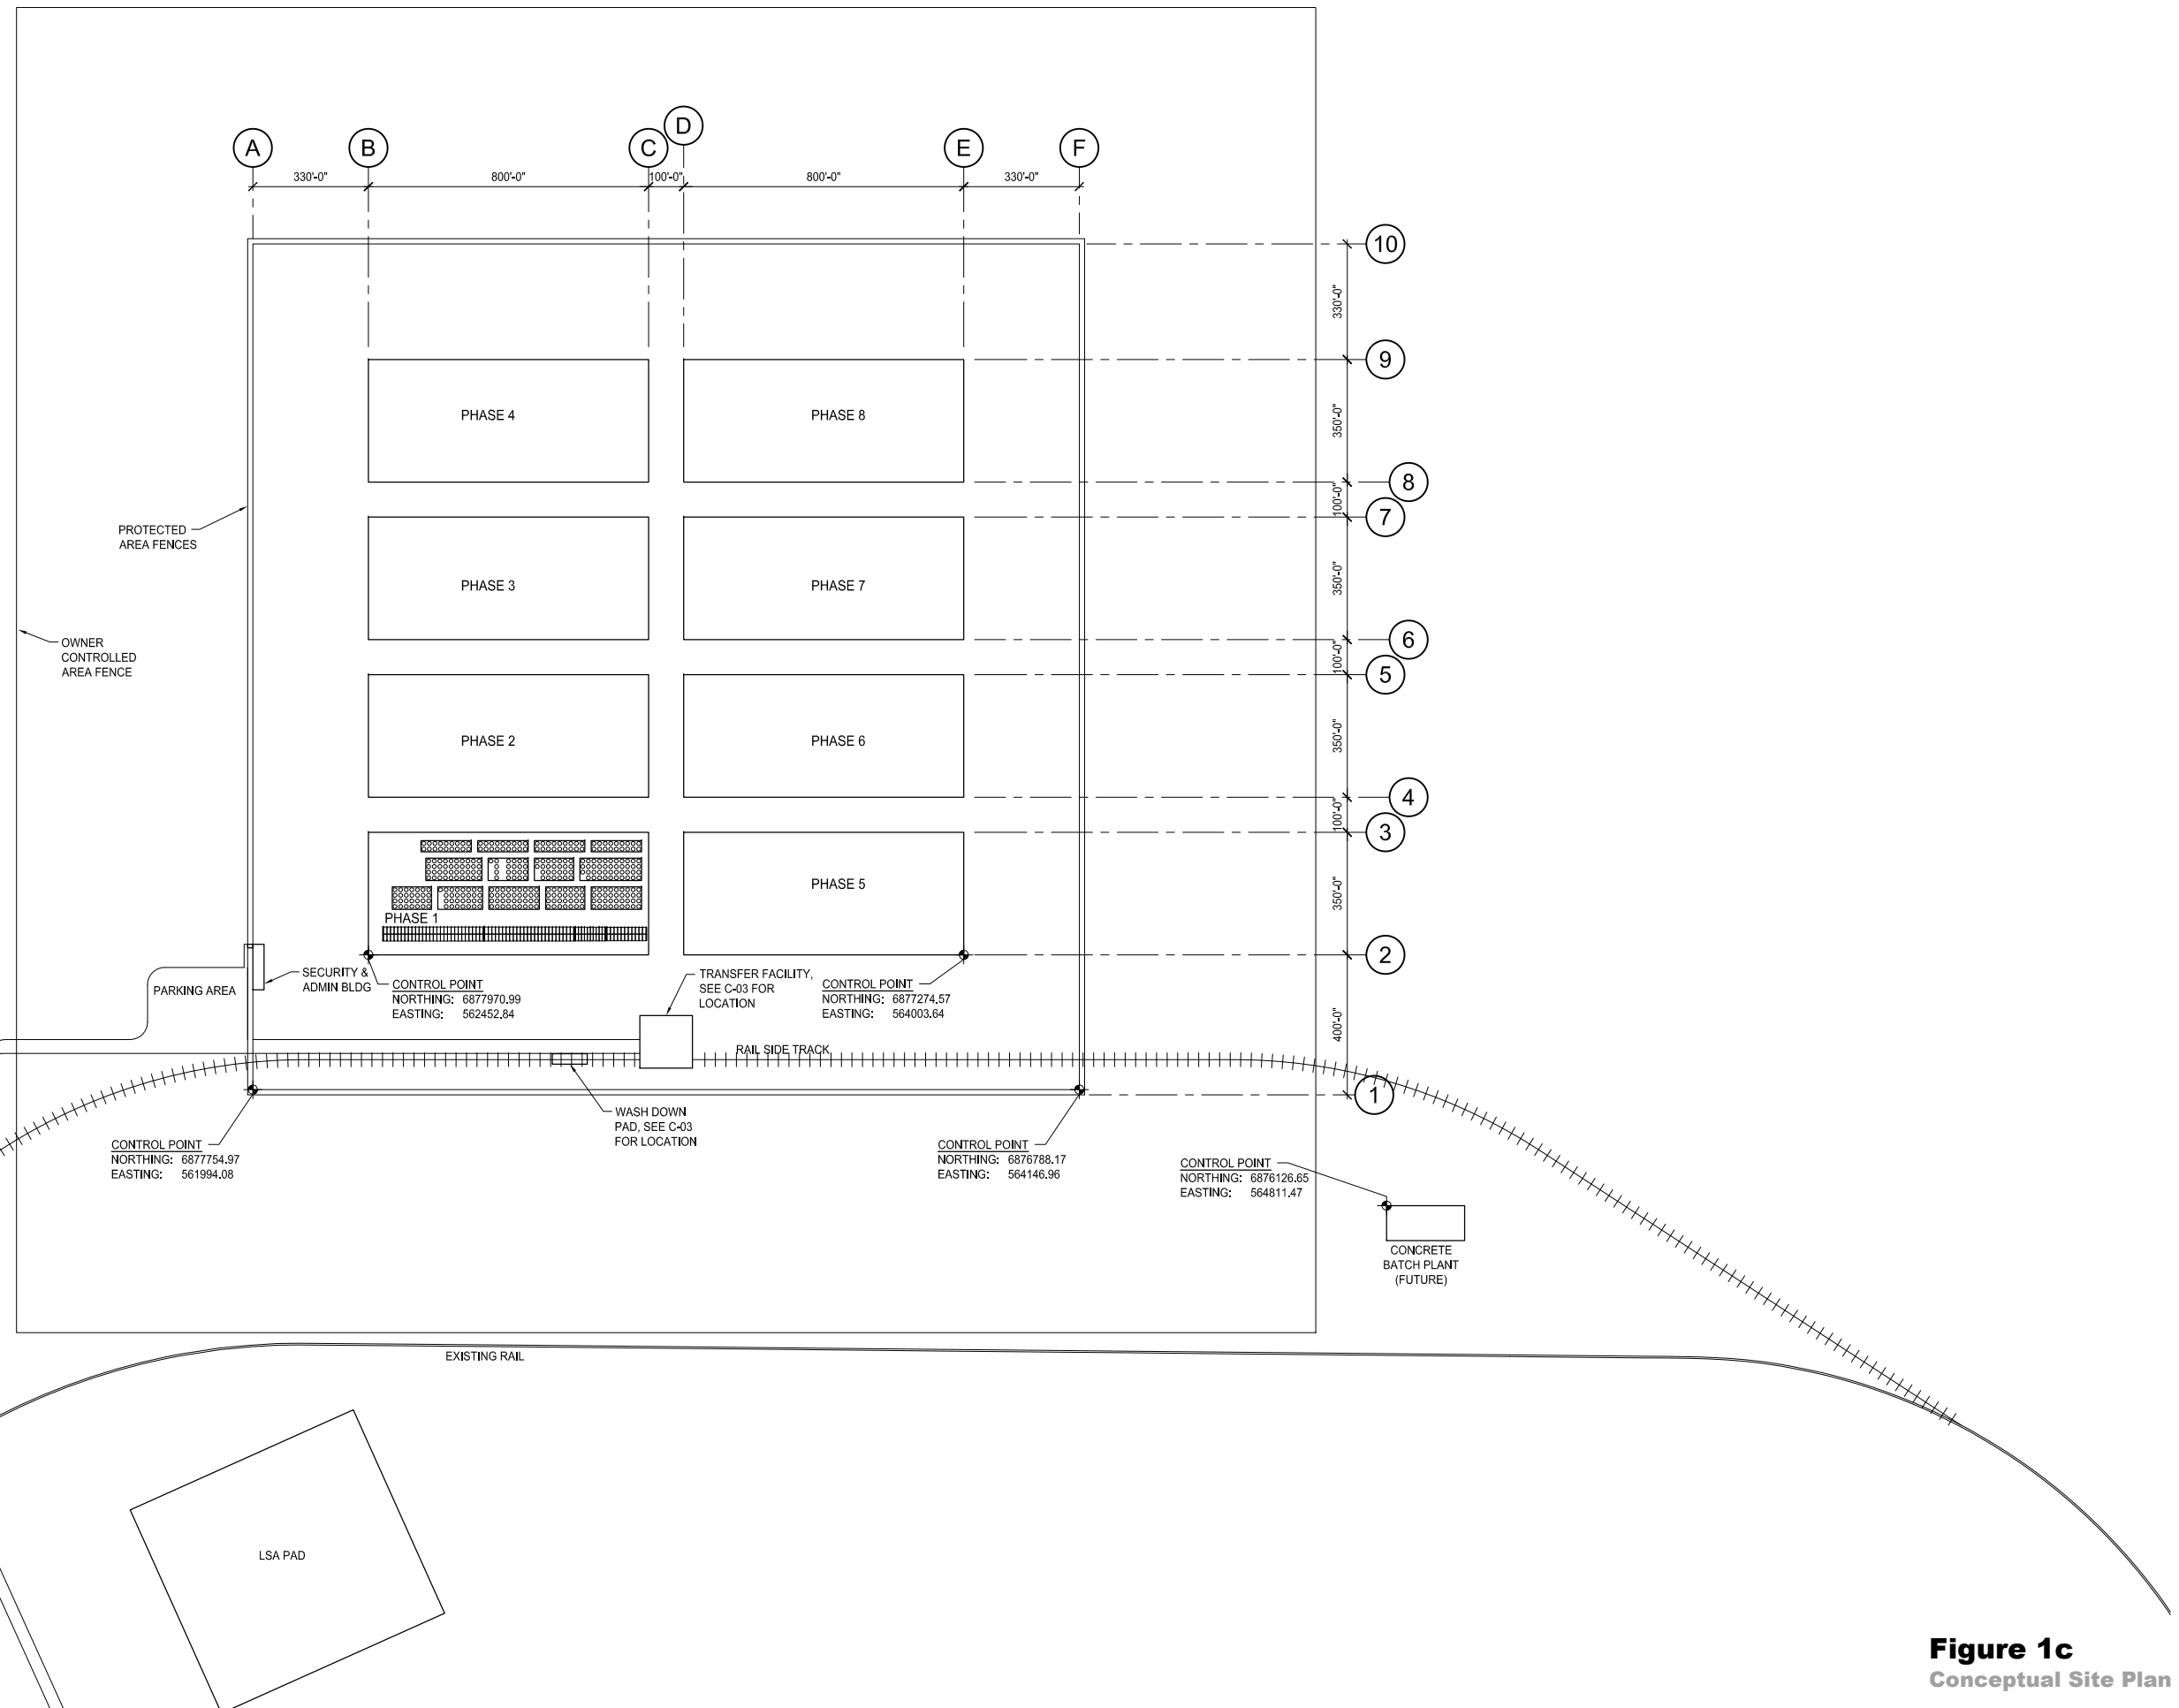 A
B
C
D
E
F
330'-0"
800'-0"
100'-0"
800'-0"
330'-0"
10
330'-0"
9
PHASE 4
PHASE 8
350'-0"
8
100'-0"
7
PROTECTED
AREA FENCES
PHASE 3
PHASE 7
350'-0"
6
OWNER
CONTROLLED
AREA FENCE
100'-0"
5
PHASE 2
PHASE 6
350'-0"
4
100'-0"
3
PHASE 1
PHASE 5
350'-0"
2
PARKING AREA
SECURITY &
ADMIN BLDG
CONTROL POINT
NORTHING: 6877970.99
EASTING: 562452.84
TRANSFER FACILITY,
SEE C-03 FOR
LOCATION
CONTROL POINT
NORTHING: 6877274.57
EASTING: 564003.64
400'-0"
RAIL SIDE TRACK
1
WASH DOWN
PAD, SEE C-03
FOR LOCATION
CONTROL POINT
NORTHING: 6877754.97
EASTING: 561994.08
CONTROL POINT
NORTHING: 6876788.17
EASTING: 564146.96
CONTROL POINT
NORTHING: 6876126.65
EASTING: 564811.47
CONCRETE
BATCH PLANT
(FUTURE)
EXISTING RAIL
LSA PAD
Figure 1c
Conceptual Site Plan